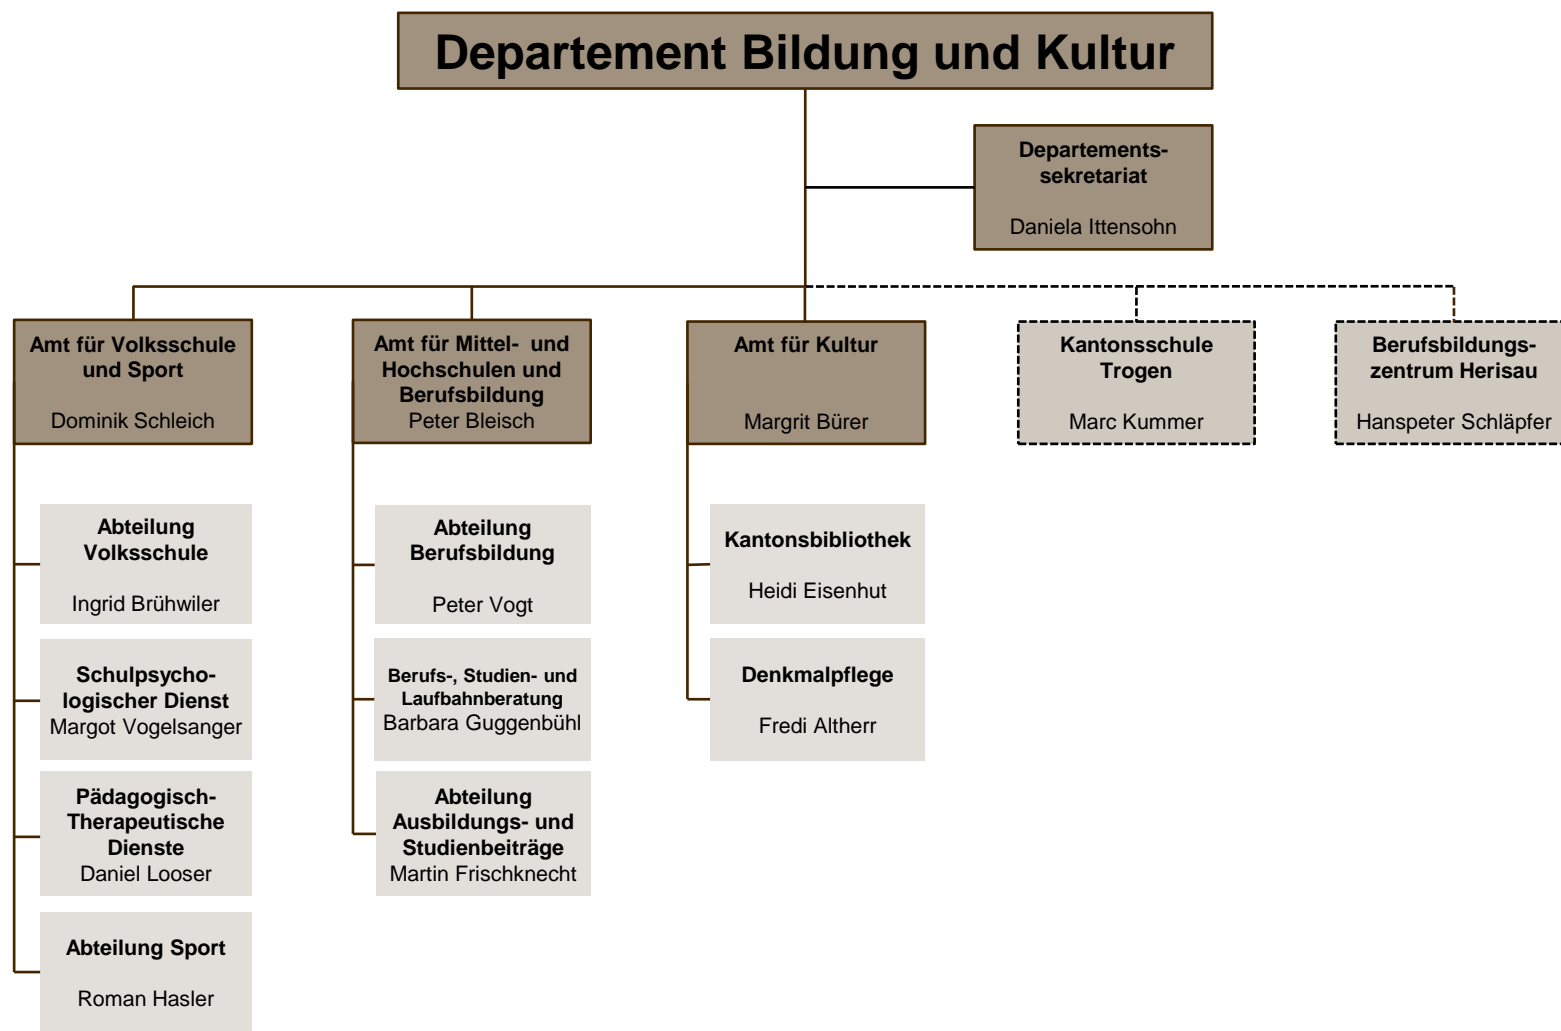 Departement Bildung und Kultur
Departements-
sekretariat
Daniela Ittensohn
Amt für Volksschule
und Sport
Dominik Schleich
Amt für Mittel- und
Hochschulen und
Berufsbildung
Peter Bleisch
Amt für Kultur
Margrit Bürer
Kantonsschule
Trogen
Marc Kummer
Berufsbildungs-
zentrum Herisau
Hanspeter Schläpfer
Abteilung
Volksschule
Ingrid Brühwiler
Schulpsycho-
logischer Dienst
Margot Vogelsanger
Pädagogisch-
Therapeutische
Dienste
Daniel Looser
Abteilung Sport
Roman Hasler
Abteilung
Berufsbildung
Peter Vogt
Berufs-, Studien- und
Laufbahnberatung
Barbara Guggenbühl
Abteilung
Ausbildungs- und
Studienbeiträge
Martin Frischknecht
Kantonsbibliothek
Heidi Eisenhut
Denkmalpflege
Fredi Altherr